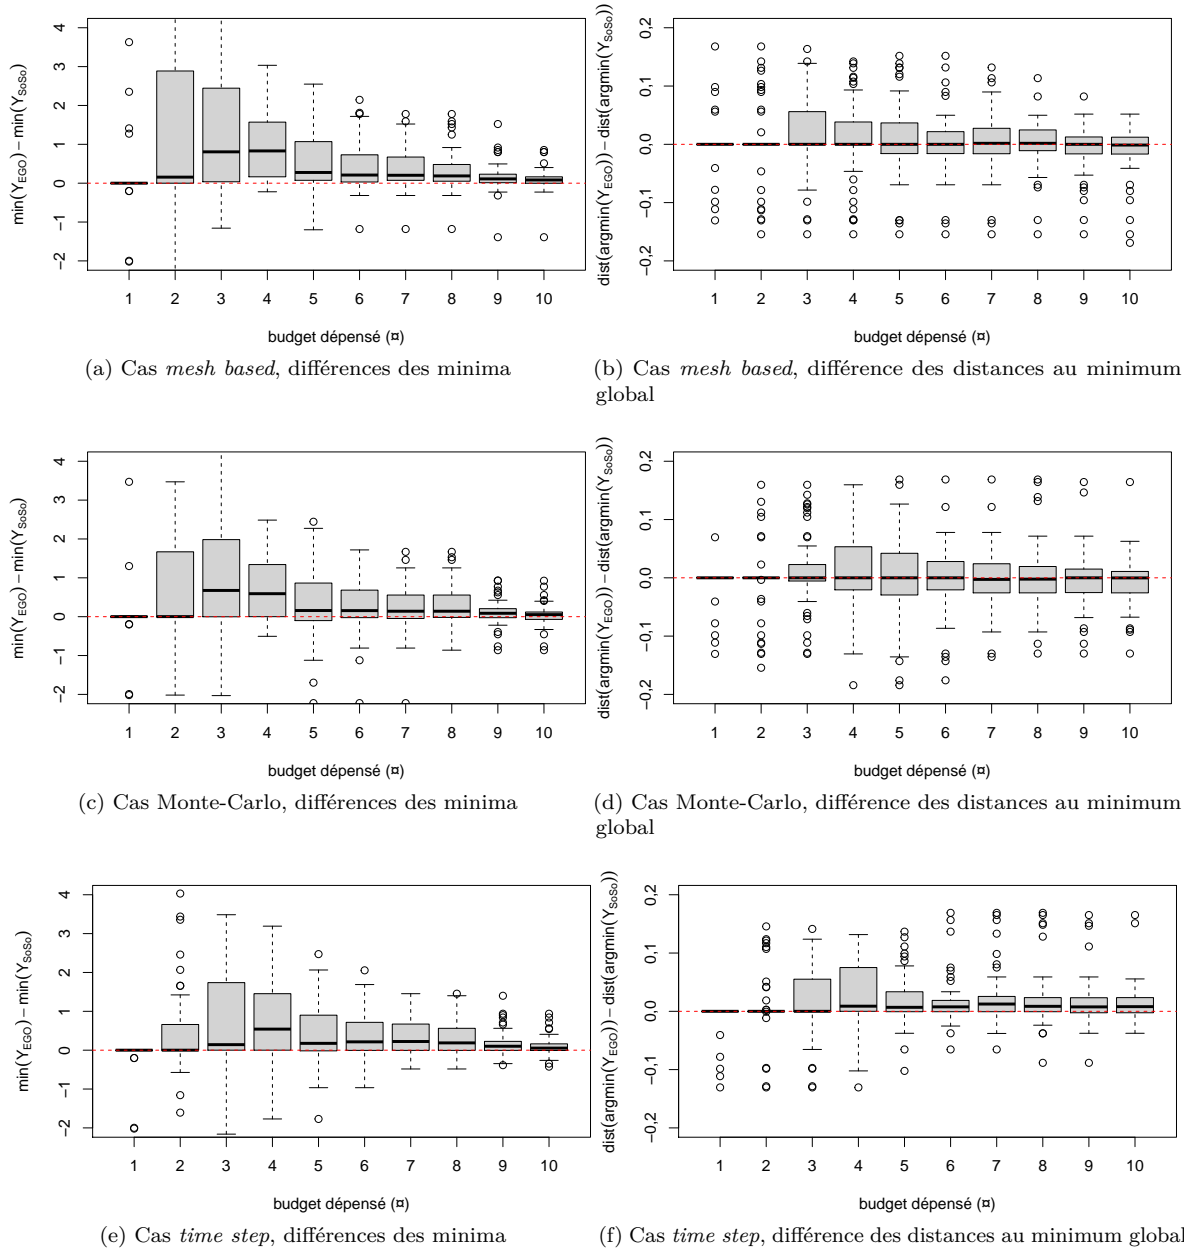 min(Y_EGO)−min(Y_SoSo)
4
3
2
1
0
−1
−2
1 2 3 4 5 6 7 8 9 10
budget dépensé (¤)
(a) Cas mesh based, différences des minima
dist(argmin(Y_EGO))−dist(argmin(Y_SoSo))
0,2
0,1
0,0
−0,1
−0,2
1 2 3 4 5 6 7 8 9 10
budget dépensé (¤)
(b) Cas mesh based, différence des distances au minimum
global
min(Y_EGO)−min(Y_SoSo)
4
3
2
1
0
−1
−2
1 2 3 4 5 6 7 8 9 10
budget dépensé (¤)
(c) Cas Monte-Carlo, différences des minima
dist(argmin(Y_EGO))−dist(argmin(Y_SoSo))
0,2
0,1
0,0
−0,1
−0,2
1 2 3 4 5 6 7 8 9 10
budget dépensé (¤)
(d) Cas Monte-Carlo, différence des distances au minimum
global
min(Y_EGO)−min(Y_SoSo)
4
3
2
1
0
−1
−2
1 2 3 4 5 6 7 8 9 10
budget dépensé (¤)
(e) Cas time step, différences des minima
dist(argmin(Y_EGO))−dist(argmin(Y_SoSo))
0,2
0,1
0,0
−0,1
−0,2
1 2 3 4 5 6 7 8 9 10
budget dépensé (¤)
(f) Cas time step, différence des distances au minimum global